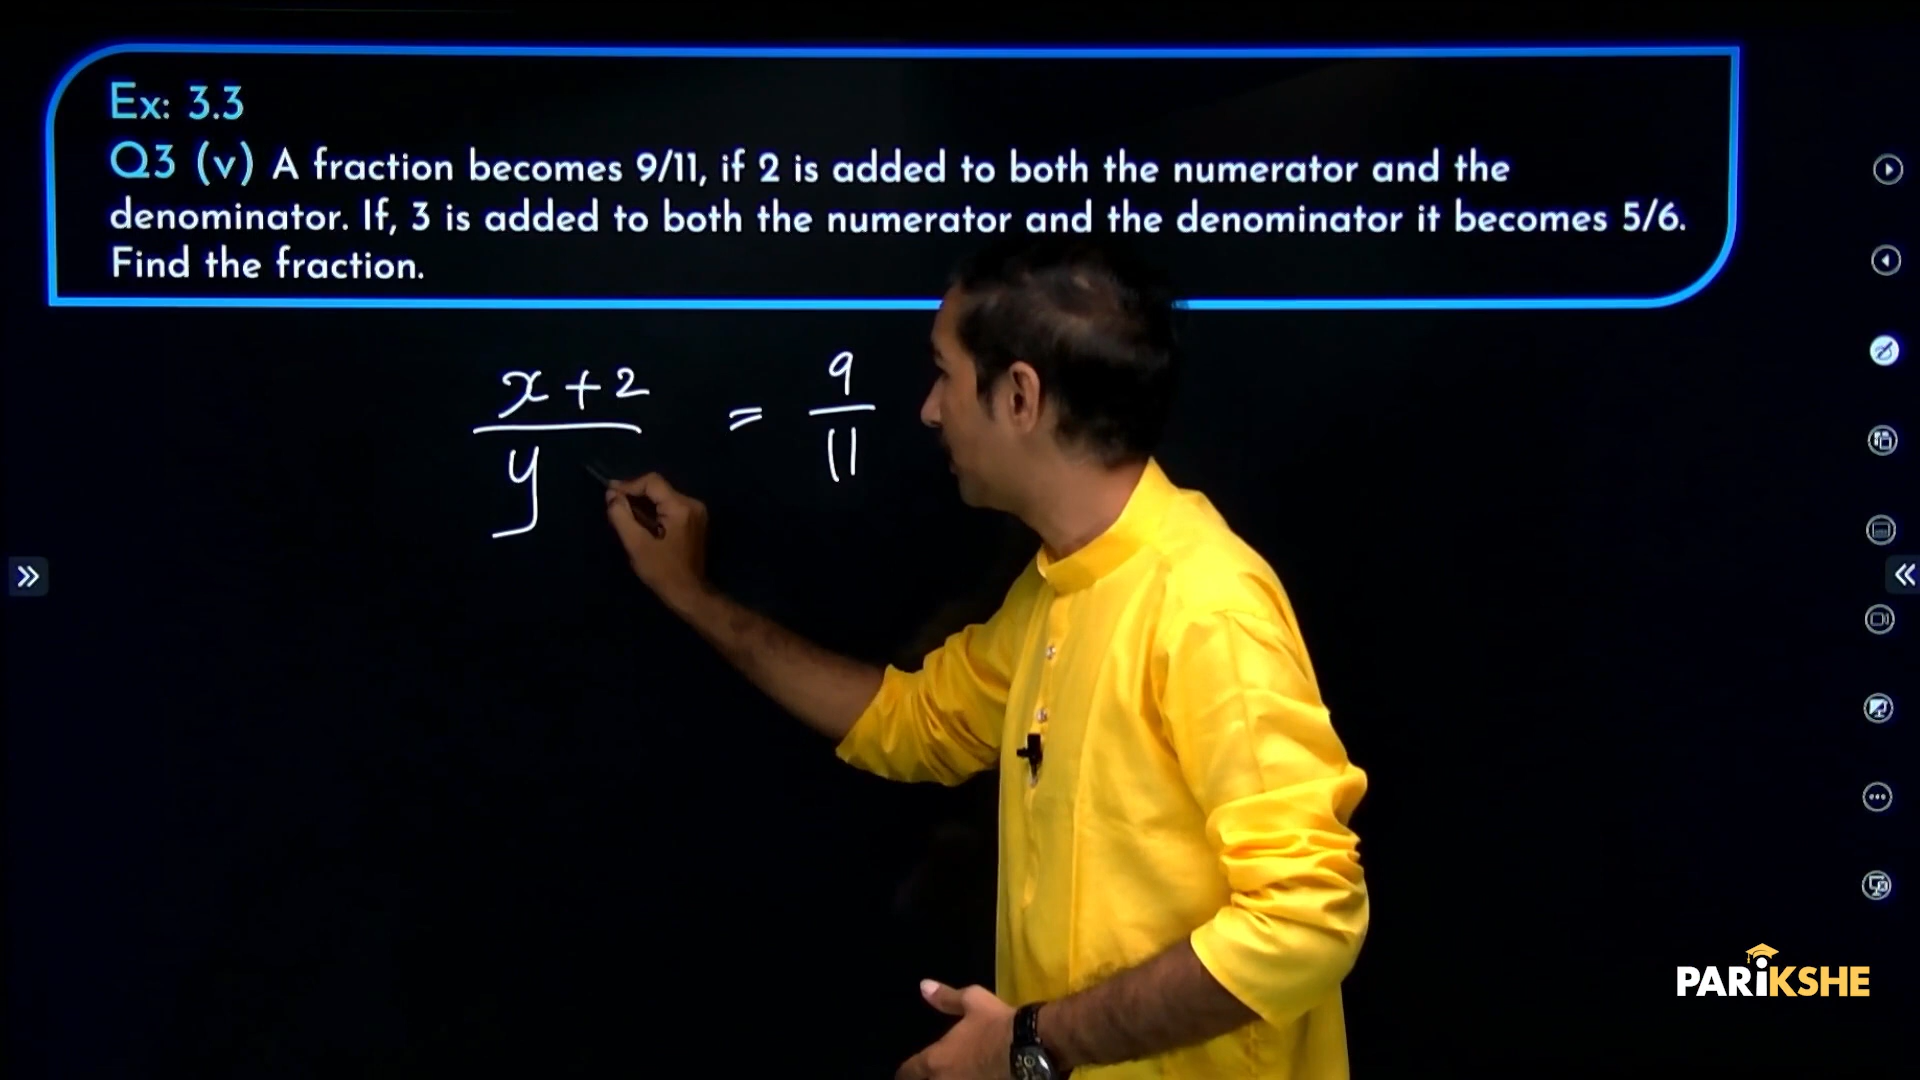 Ex: 3.3
Q3 (v) A fraction becomes 9/11, if 2 is added to both the numerator and the
denominator. If, 3 is added to both the numerator and the denominator it becomes 5/6.
Find the fraction.
x + 2
y
=
9
11
PARiKSHE